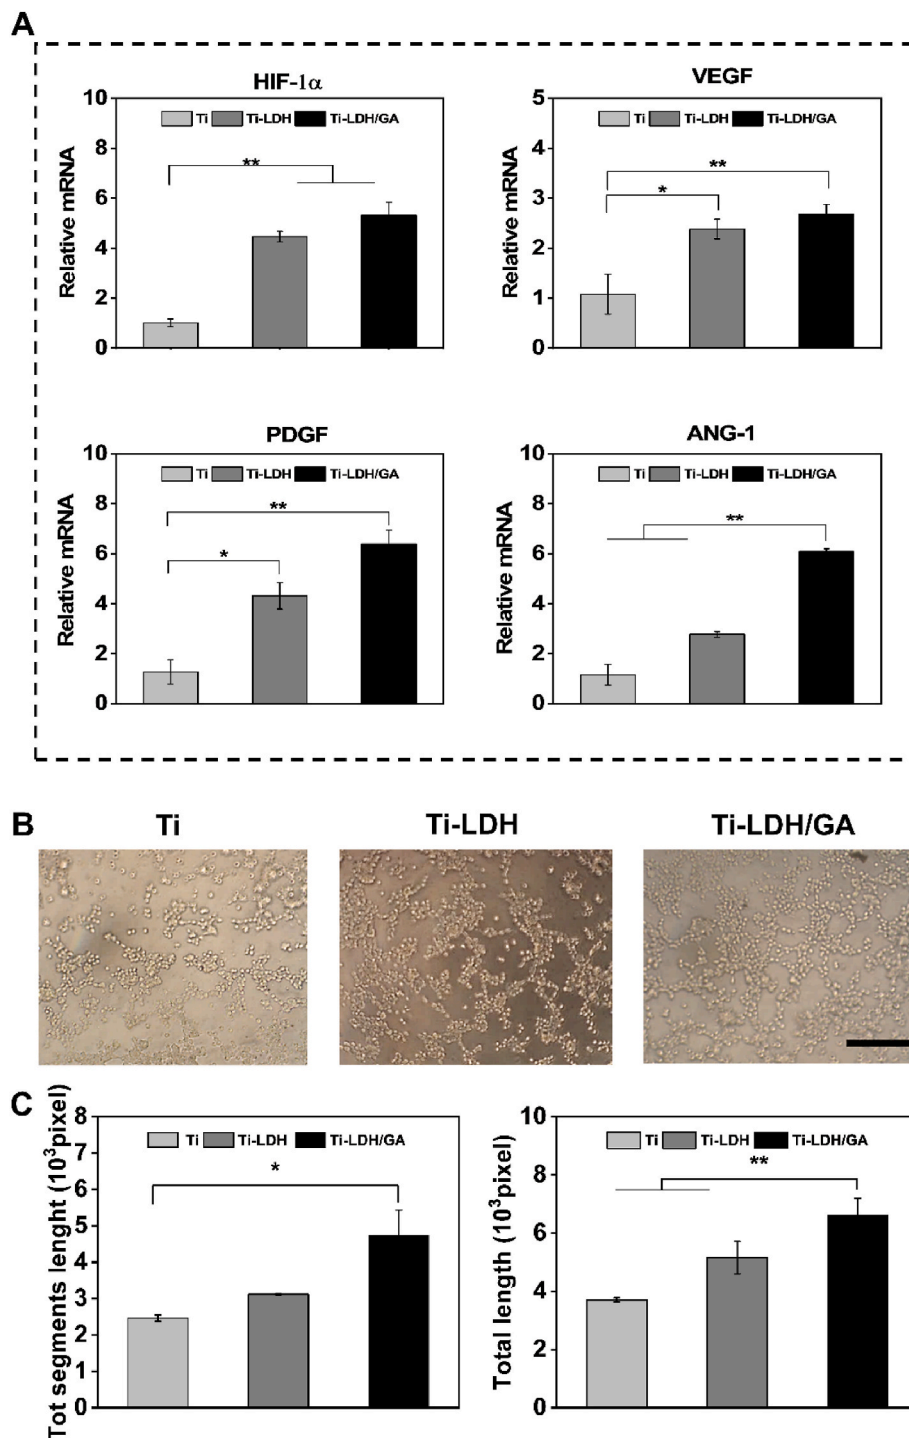 A
HIF-1α
10
8
6
4
2
0
Relative mRNA
Ti Ti-LDH Ti-LDH/GA
**
VEGF
5
4
3
2
1
0
Relative mRNA
Ti Ti-LDH Ti-LDH/GA
**
*
PDGF
10
8
6
4
2
0
Relative mRNA
Ti Ti-LDH Ti-LDH/GA
**
*
ANG-1
10
8
6
4
2
0
Relative mRNA
Ti Ti-LDH Ti-LDH/GA
**
B
Ti
Ti-LDH
Ti-LDH/GA
C
8
7
6
5
4
3
2
1
0
Tot segments lenght (10³pixel)
Ti Ti-LDH Ti-LDH/GA
*
10
8
6
4
2
0
Total length (10³pixel)
Ti Ti-LDH Ti-LDH/GA
**